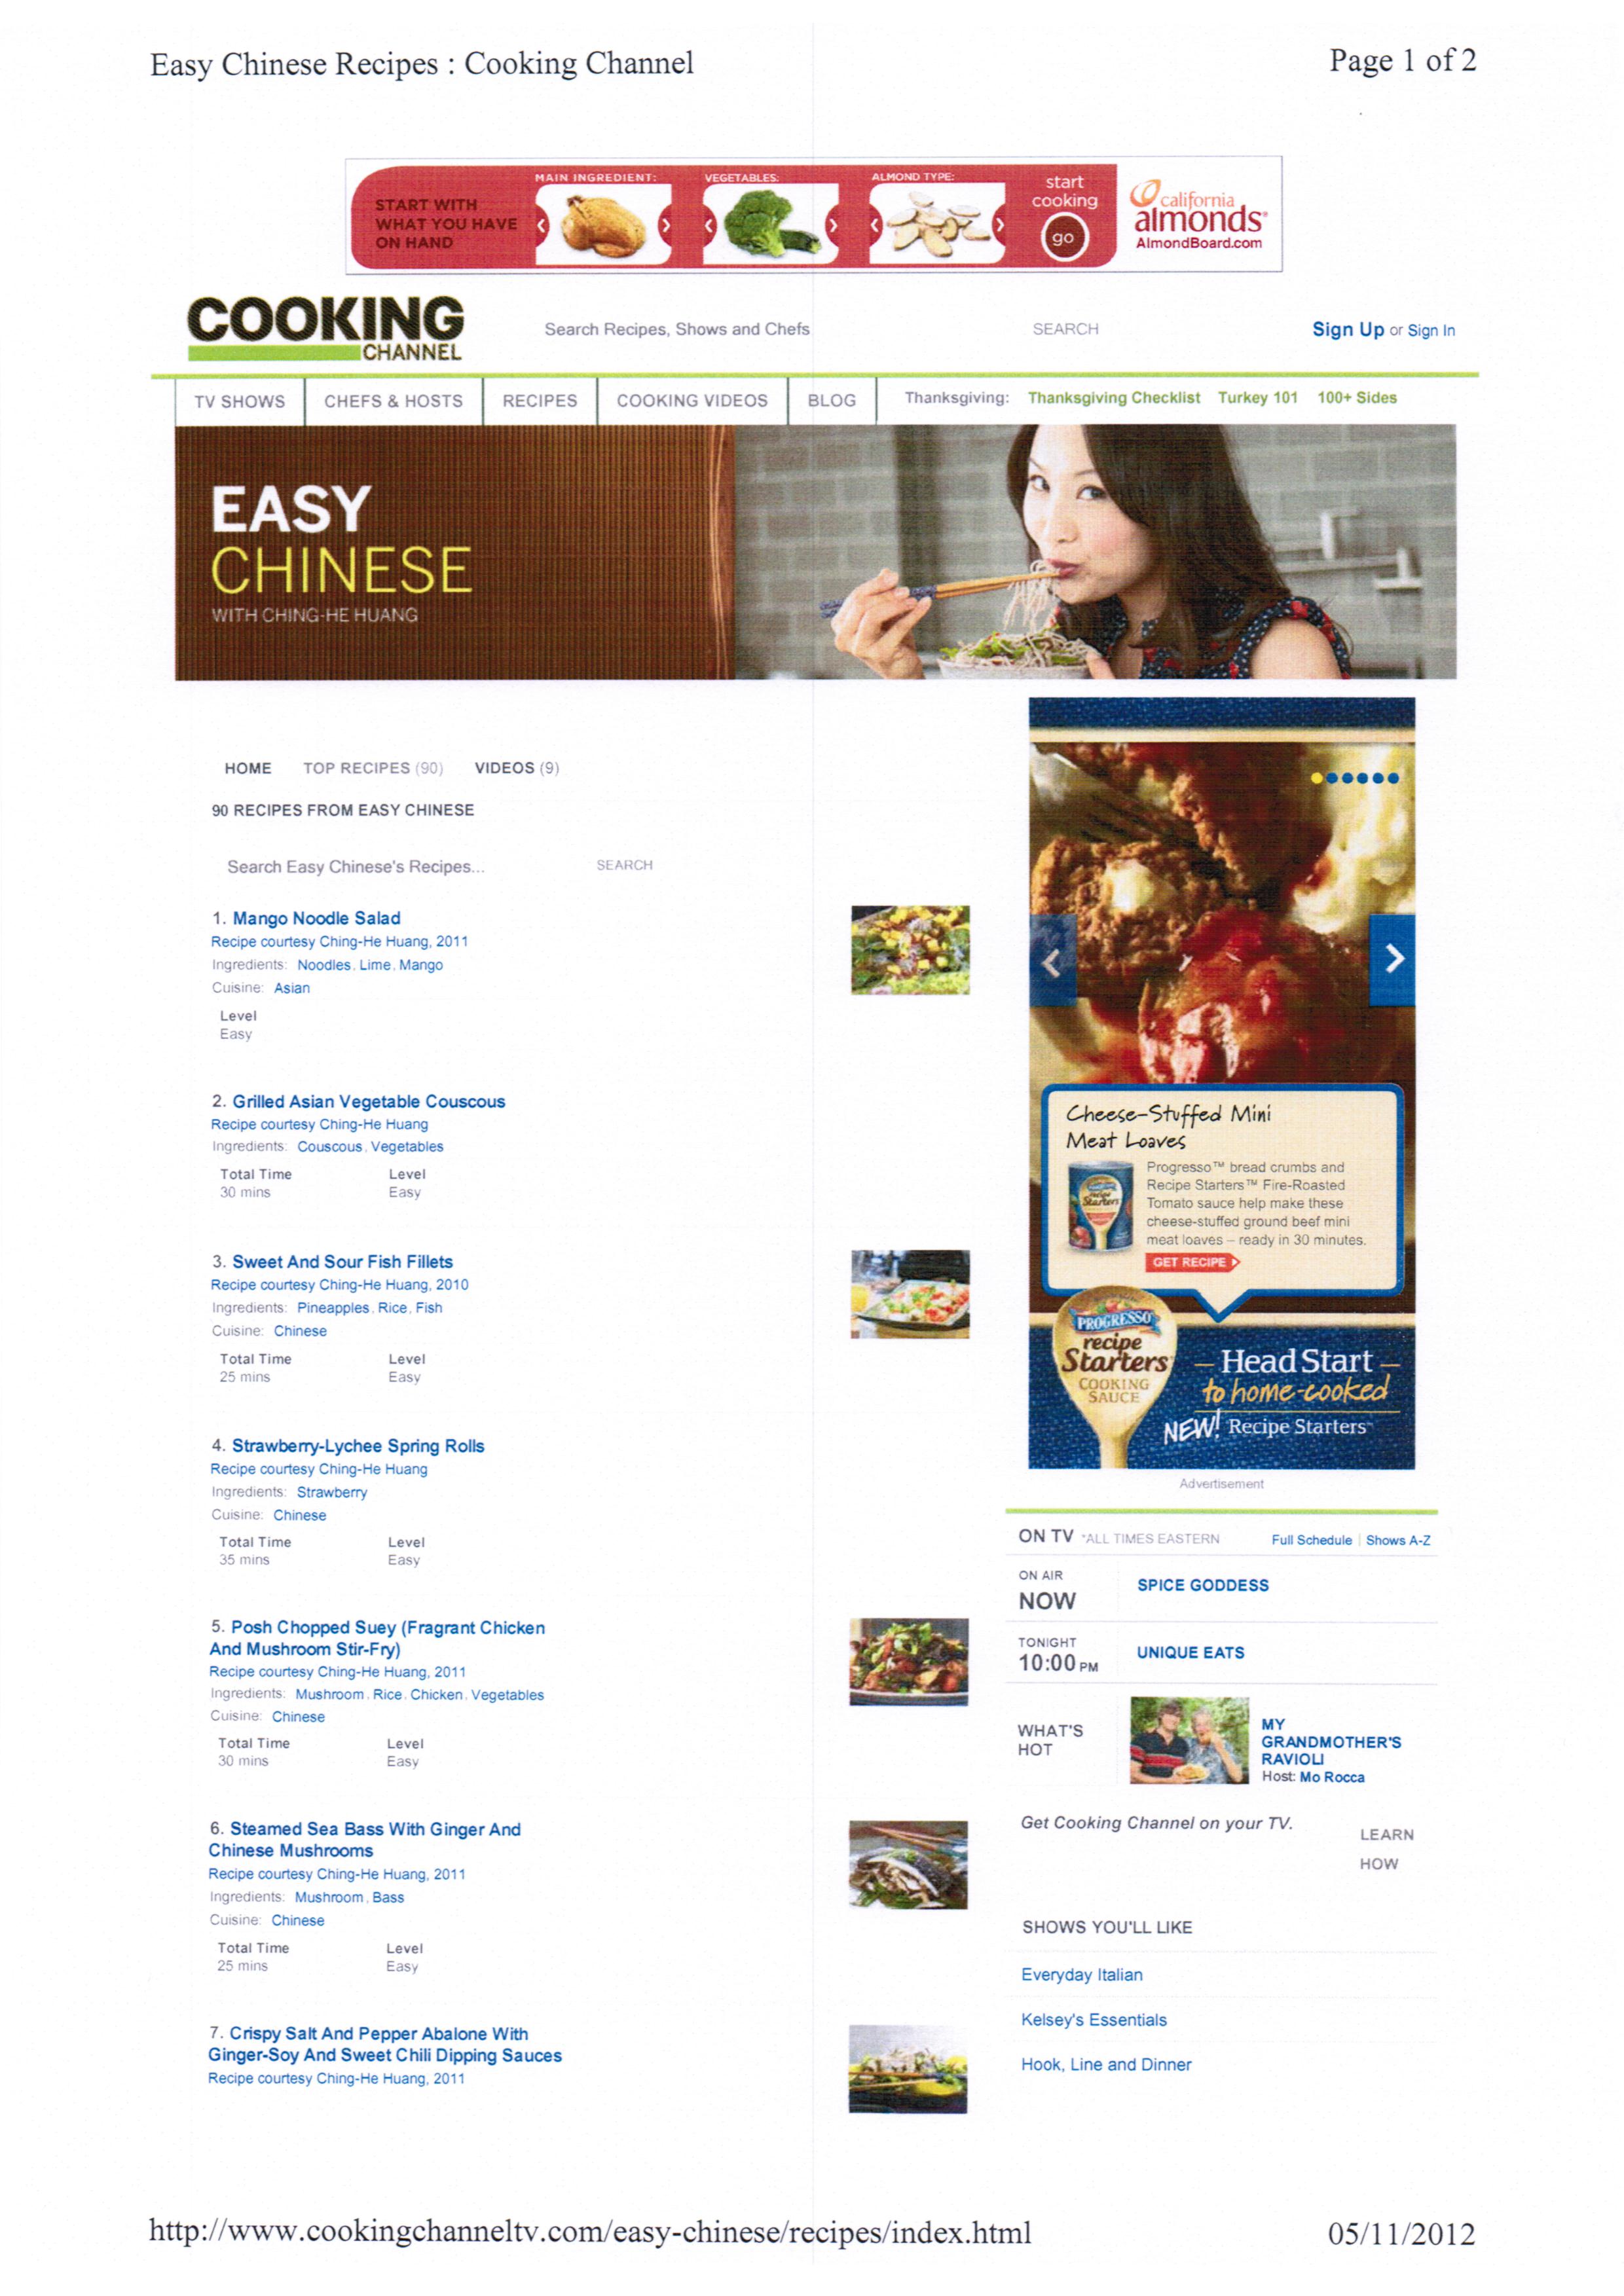 Easy Chinese Recipes : Cooking Channel
Page 1 of 2
START WITH
WHAT YOU HAVE
ON HAND
MAIN INGREDIENT:
VEGETABLES:
ALMOND TYPE:
start
cooking
go
california
almonds®
AlmondBoard.com
COOKING
CHANNEL
Search Recipes, Shows and Chefs
SEARCH
Sign Up or Sign In
TV SHOWS
CHEFS & HOSTS
RECIPES
COOKING VIDEOS
BLOG
Thanksgiving: Thanksgiving Checklist Turkey 101 100+ Sides
EASY
CHINESE
WITH CHING-HE HUANG
HOME TOP RECIPES (90) VIDEOS (9)
90 RECIPES FROM EASY CHINESE
Search Easy Chinese's Recipes...
SEARCH
1. Mango Noodle Salad
Recipe courtesy Ching-He Huang, 2011
Ingredients: Noodles, Lime, Mango
Cuisine: Asian
Level
Easy
2. Grilled Asian Vegetable Couscous
Recipe courtesy Ching-He Huang
Ingredients: Couscous, Vegetables
Total Time Level
30 mins Easy
3. Sweet And Sour Fish Fillets
Recipe courtesy Ching-He Huang, 2010
Ingredients: Pineapples, Rice, Fish
Cuisine: Chinese
Total Time Level
25 mins Easy
4. Strawberry-Lychee Spring Rolls
Recipe courtesy Ching-He Huang
Ingredients: Strawberry
Cuisine: Chinese
Total Time Level
35 mins Easy
5. Posh Chopped Suey (Fragrant Chicken
And Mushroom Stir-Fry)
Recipe courtesy Ching-He Huang, 2011
Ingredients: Mushroom, Rice, Chicken, Vegetables
Cuisine: Chinese
Total Time Level
30 mins Easy
6. Steamed Sea Bass With Ginger And
Chinese Mushrooms
Recipe courtesy Ching-He Huang, 2011
Ingredients: Mushroom, Bass
Cuisine: Chinese
Total Time Level
25 mins Easy
7. Crispy Salt And Pepper Abalone With
Ginger-Soy And Sweet Chili Dipping Sauces
Recipe courtesy Ching-He Huang, 2011
Cheese-Stuffed Mini
Meat Loaves
Progresso™ bread crumbs and
Recipe Starters™ Fire-Roasted
Tomato sauce help make these
cheese-stuffed ground beef mini
meat loaves – ready in 30 minutes.
GET RECIPE
recipe
Starters
PROGRESSO
recipe
Starters
COOKING
SAUCE
Head Start
to home-cooked
NEW! Recipe Starters™
Advertisement
ON TV *ALL TIMES EASTERN
Full Schedule | Shows A-Z
ON AIR
NOW
SPICE GODDESS
TONIGHT
10:00 PM
UNIQUE EATS
WHAT'S
HOT
MY
GRANDMOTHER'S
RAVIOLI
Host: Mo Rocca
Get Cooking Channel on your TV.
LEARN
HOW
SHOWS YOU'LL LIKE
Everyday Italian
Kelsey's Essentials
Hook, Line and Dinner
http://www.cookingchanneltv.com/easy-chinese/recipes/index.html
05/11/2012